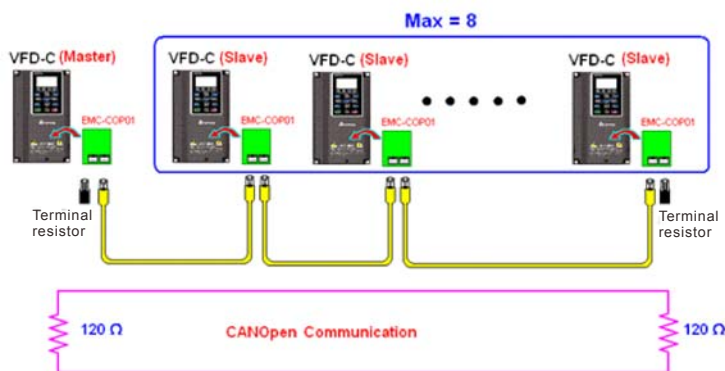 Max = 8
VFD-C (Master)
VFD-C (Slave)
VFD-C (Slave)
VFD-C (Slave)
EMC-COP01
EMC-COP01
EMC-COP01
EMC-COP01
Terminal
resistor
Terminal
resistor
120 Ω
CANOpen Communication
120 Ω